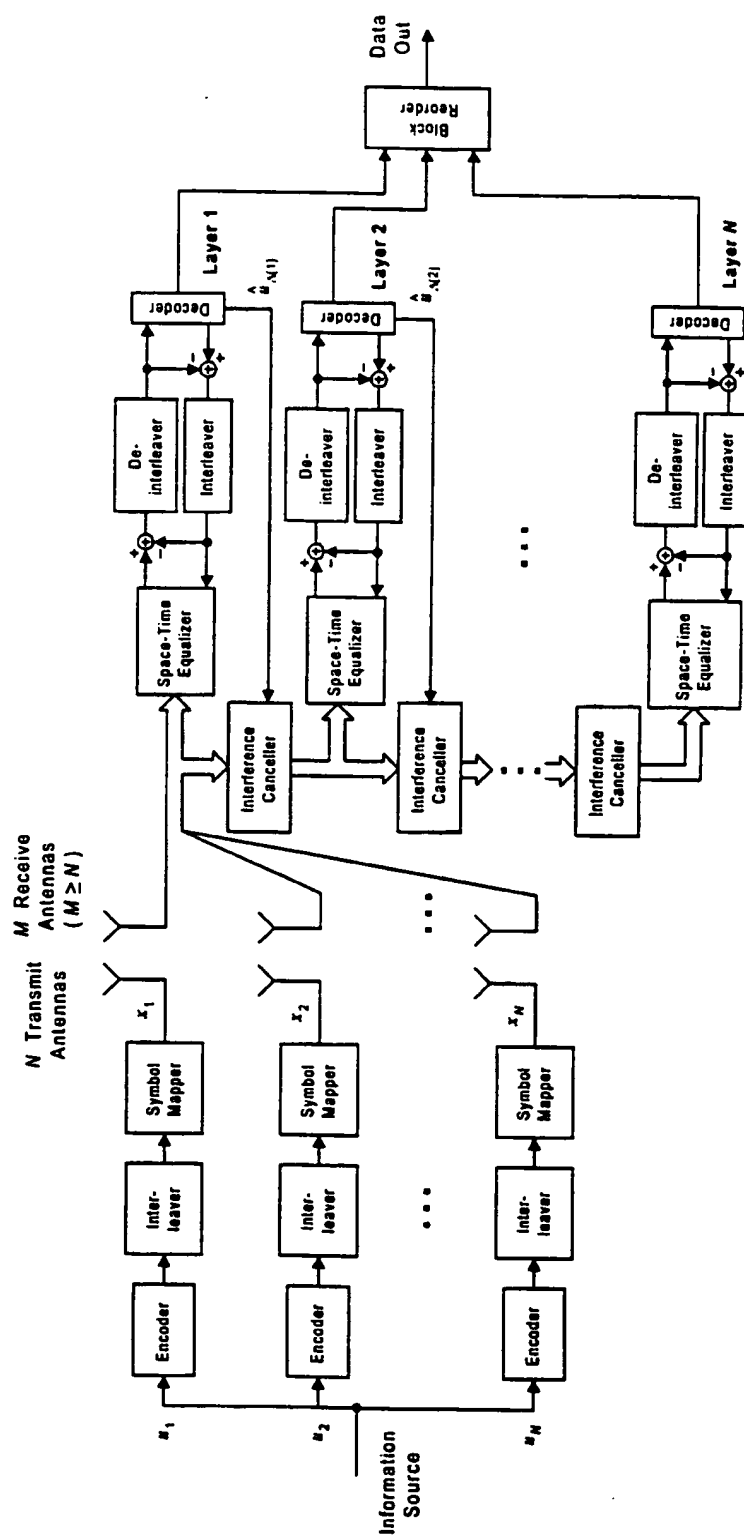 Information
Source
u₁
Encoder
Inter-
leaver
Symbol
Mapper
x₁
u₂
Encoder
Inter-
leaver
Symbol
Mapper
x₂
u_N
Encoder
Inter-
leaver
Symbol
Mapper
x_N
N Transmit
Antennas
M Receive
Antennas
(M ≥ N)
Space-Time
Equalizer
+
−
De-
interleaver
Interleaver
−
+
Decoder
Layer 1
Interference
Canceller
Space-Time
Equalizer
+
−
De-
interleaver
Interleaver
−
+
Decoder
Layer 2
Interference
Canceller
Interference
Canceller
Space-Time
Equalizer
+
−
De-
interleaver
Interleaver
−
+
Decoder
Layer N
Block
Reorder
Data
Out